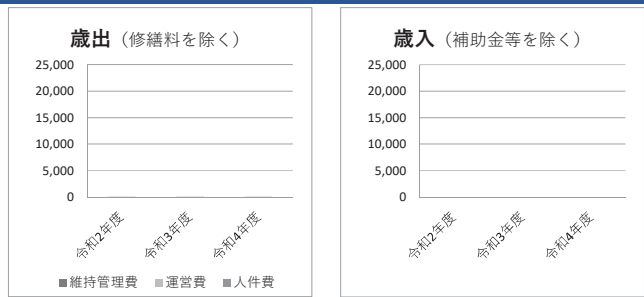 歳出（修繕料を除く）
25,000
20,000
15,000
10,000
5,000
0
令和2年度
令和3年度
令和4年度
■維持管理費 ■運営費 ■人件費
歳入（補助金等を除く）
25,000
20,000
15,000
10,000
5,000
0
令和2年度
令和3年度
令和4年度